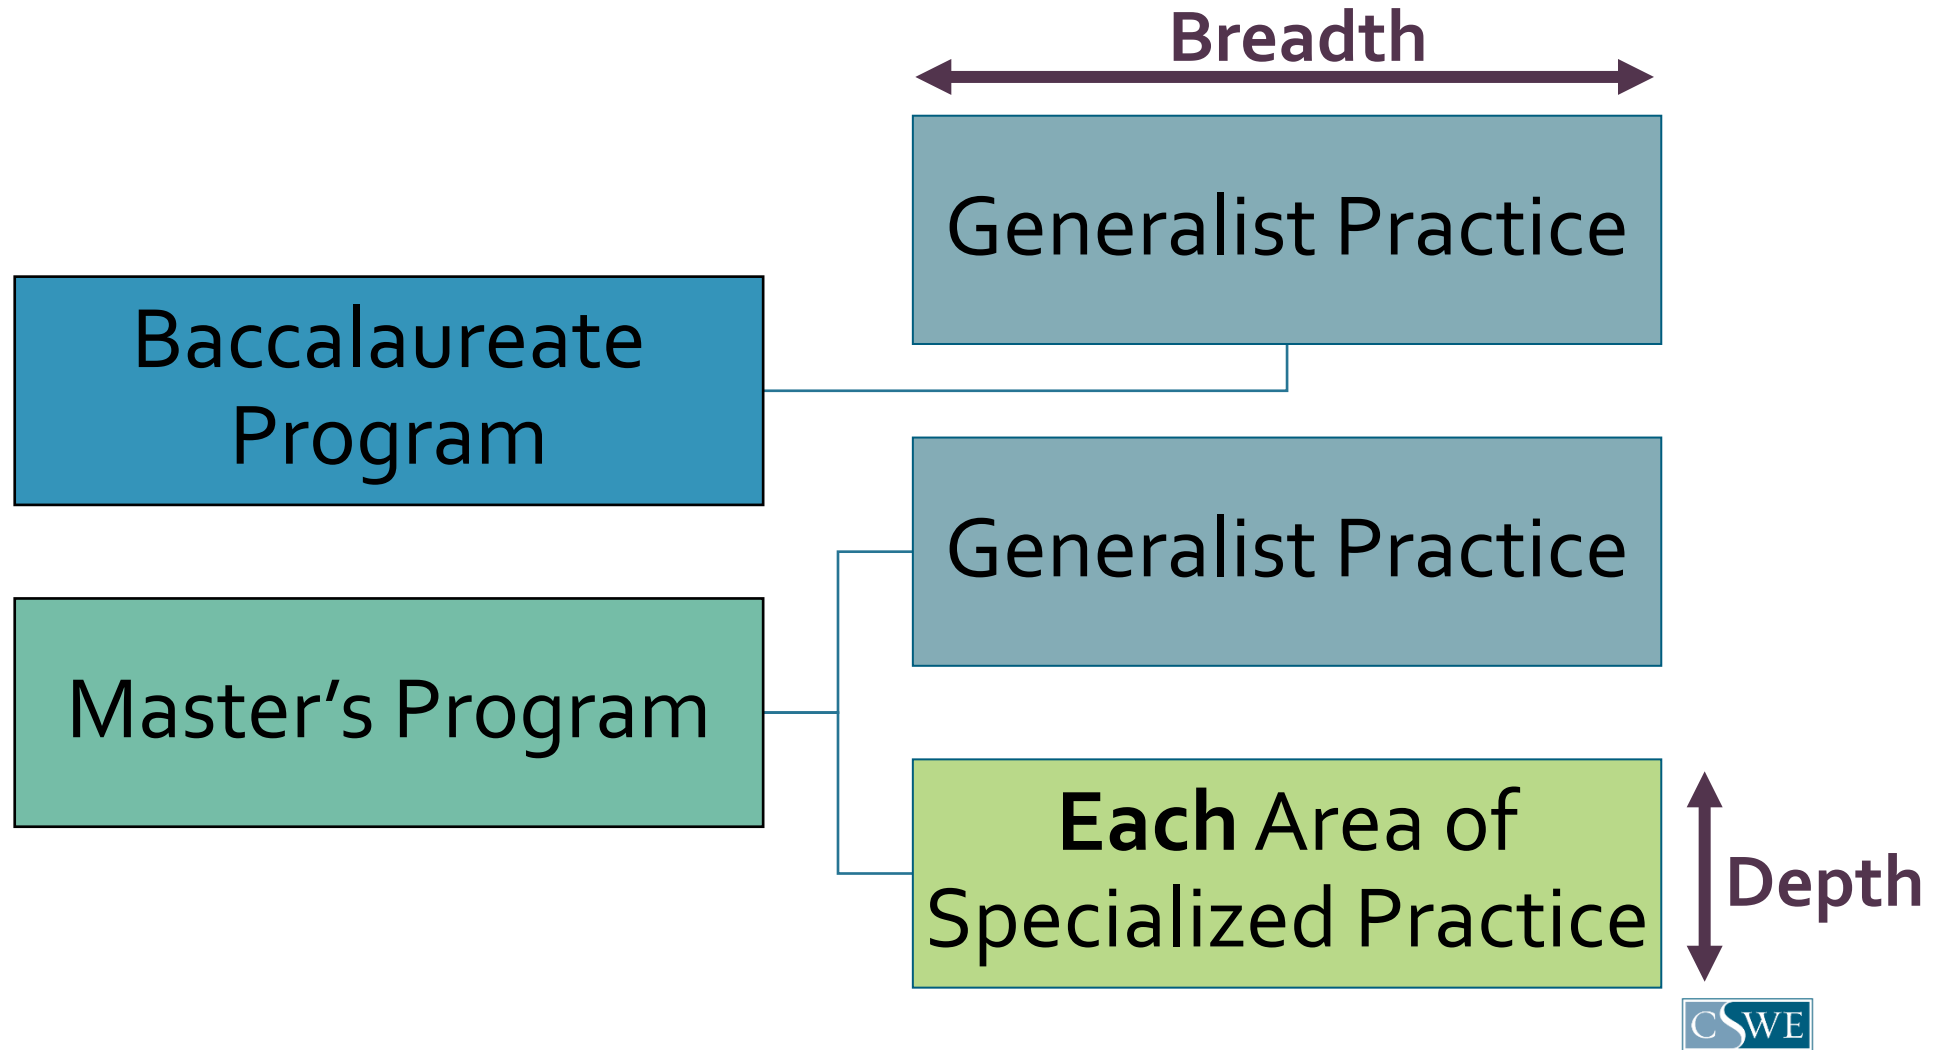 Breadth
Generalist Practice
Baccalaureate
Program
Generalist Practice
Master’s Program
Each Area of
Specialized Practice
Depth
CSWE